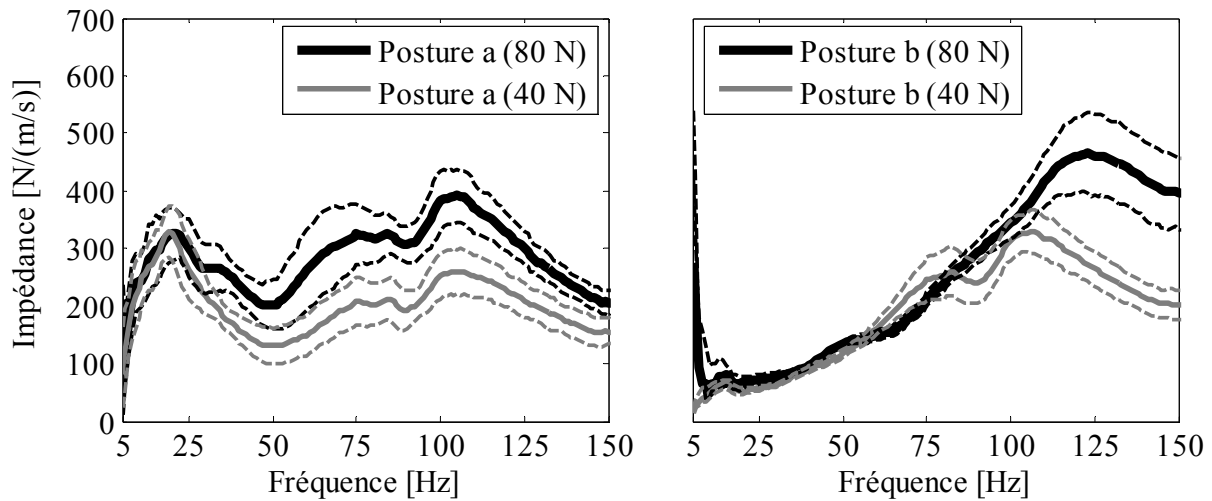 Impédance [N/(m/s)]
700
600
500
400
300
200
100
0
Posture a (80 N)
Posture a (40 N)
5 25 50 75 100 125 150
Fréquence [Hz]
Posture b (80 N)
Posture b (40 N)
5 25 50 75 100 125 150
Fréquence [Hz]